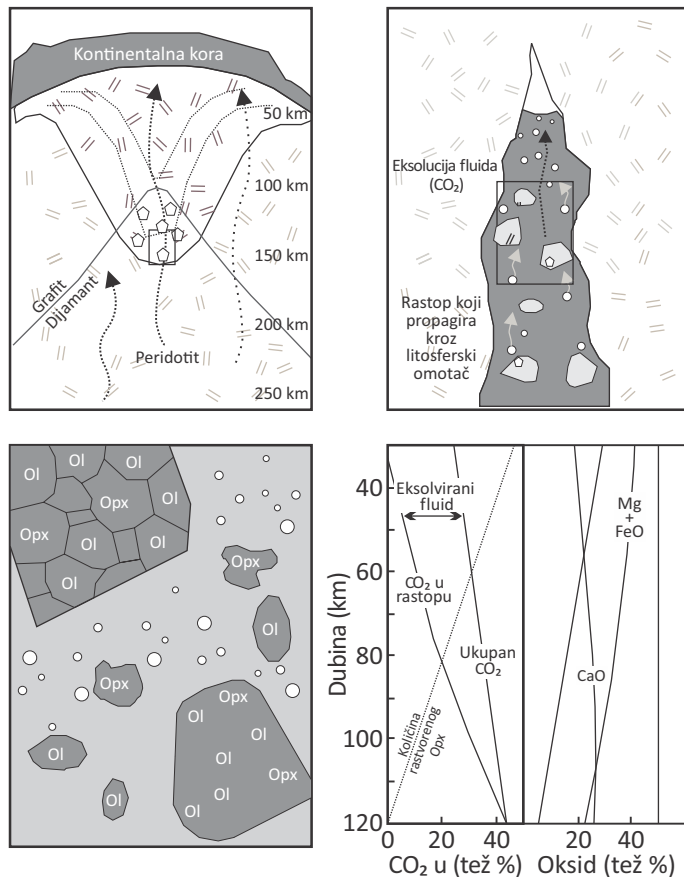 Kontinentalna kora
50 km
100 km
150 km
200 km
250 km
Grafit
Dijamant
Peridotit
Eksolucija fluida
(CO₂)
Rastop koji
propagira
kroz
litosferski
omotač
Ol
Ol
Ol
Opx
Ol
Opx
Ol
Ol
Ol
Opx
Ol
Opx
Opx
Ol
Ol
Ol
Opx
Ol
Ol
Ol
Dubina (km)
40
60
80
100
120
Eksolvirani
fluid
CO₂ u
rastopu
Ukupan
CO₂
Količina
rastvorenog
Opx
Mg
+
FeO
CaO
0
20
40
20
40
CO₂ u (tež %)
Oksid (tež %)